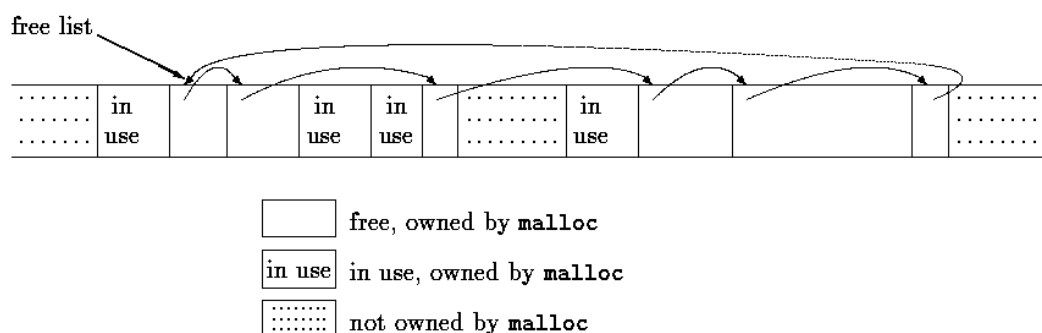 free list
in use
in use
in use
in use
free, owned by malloc
in use
in use, owned by malloc
not owned by malloc